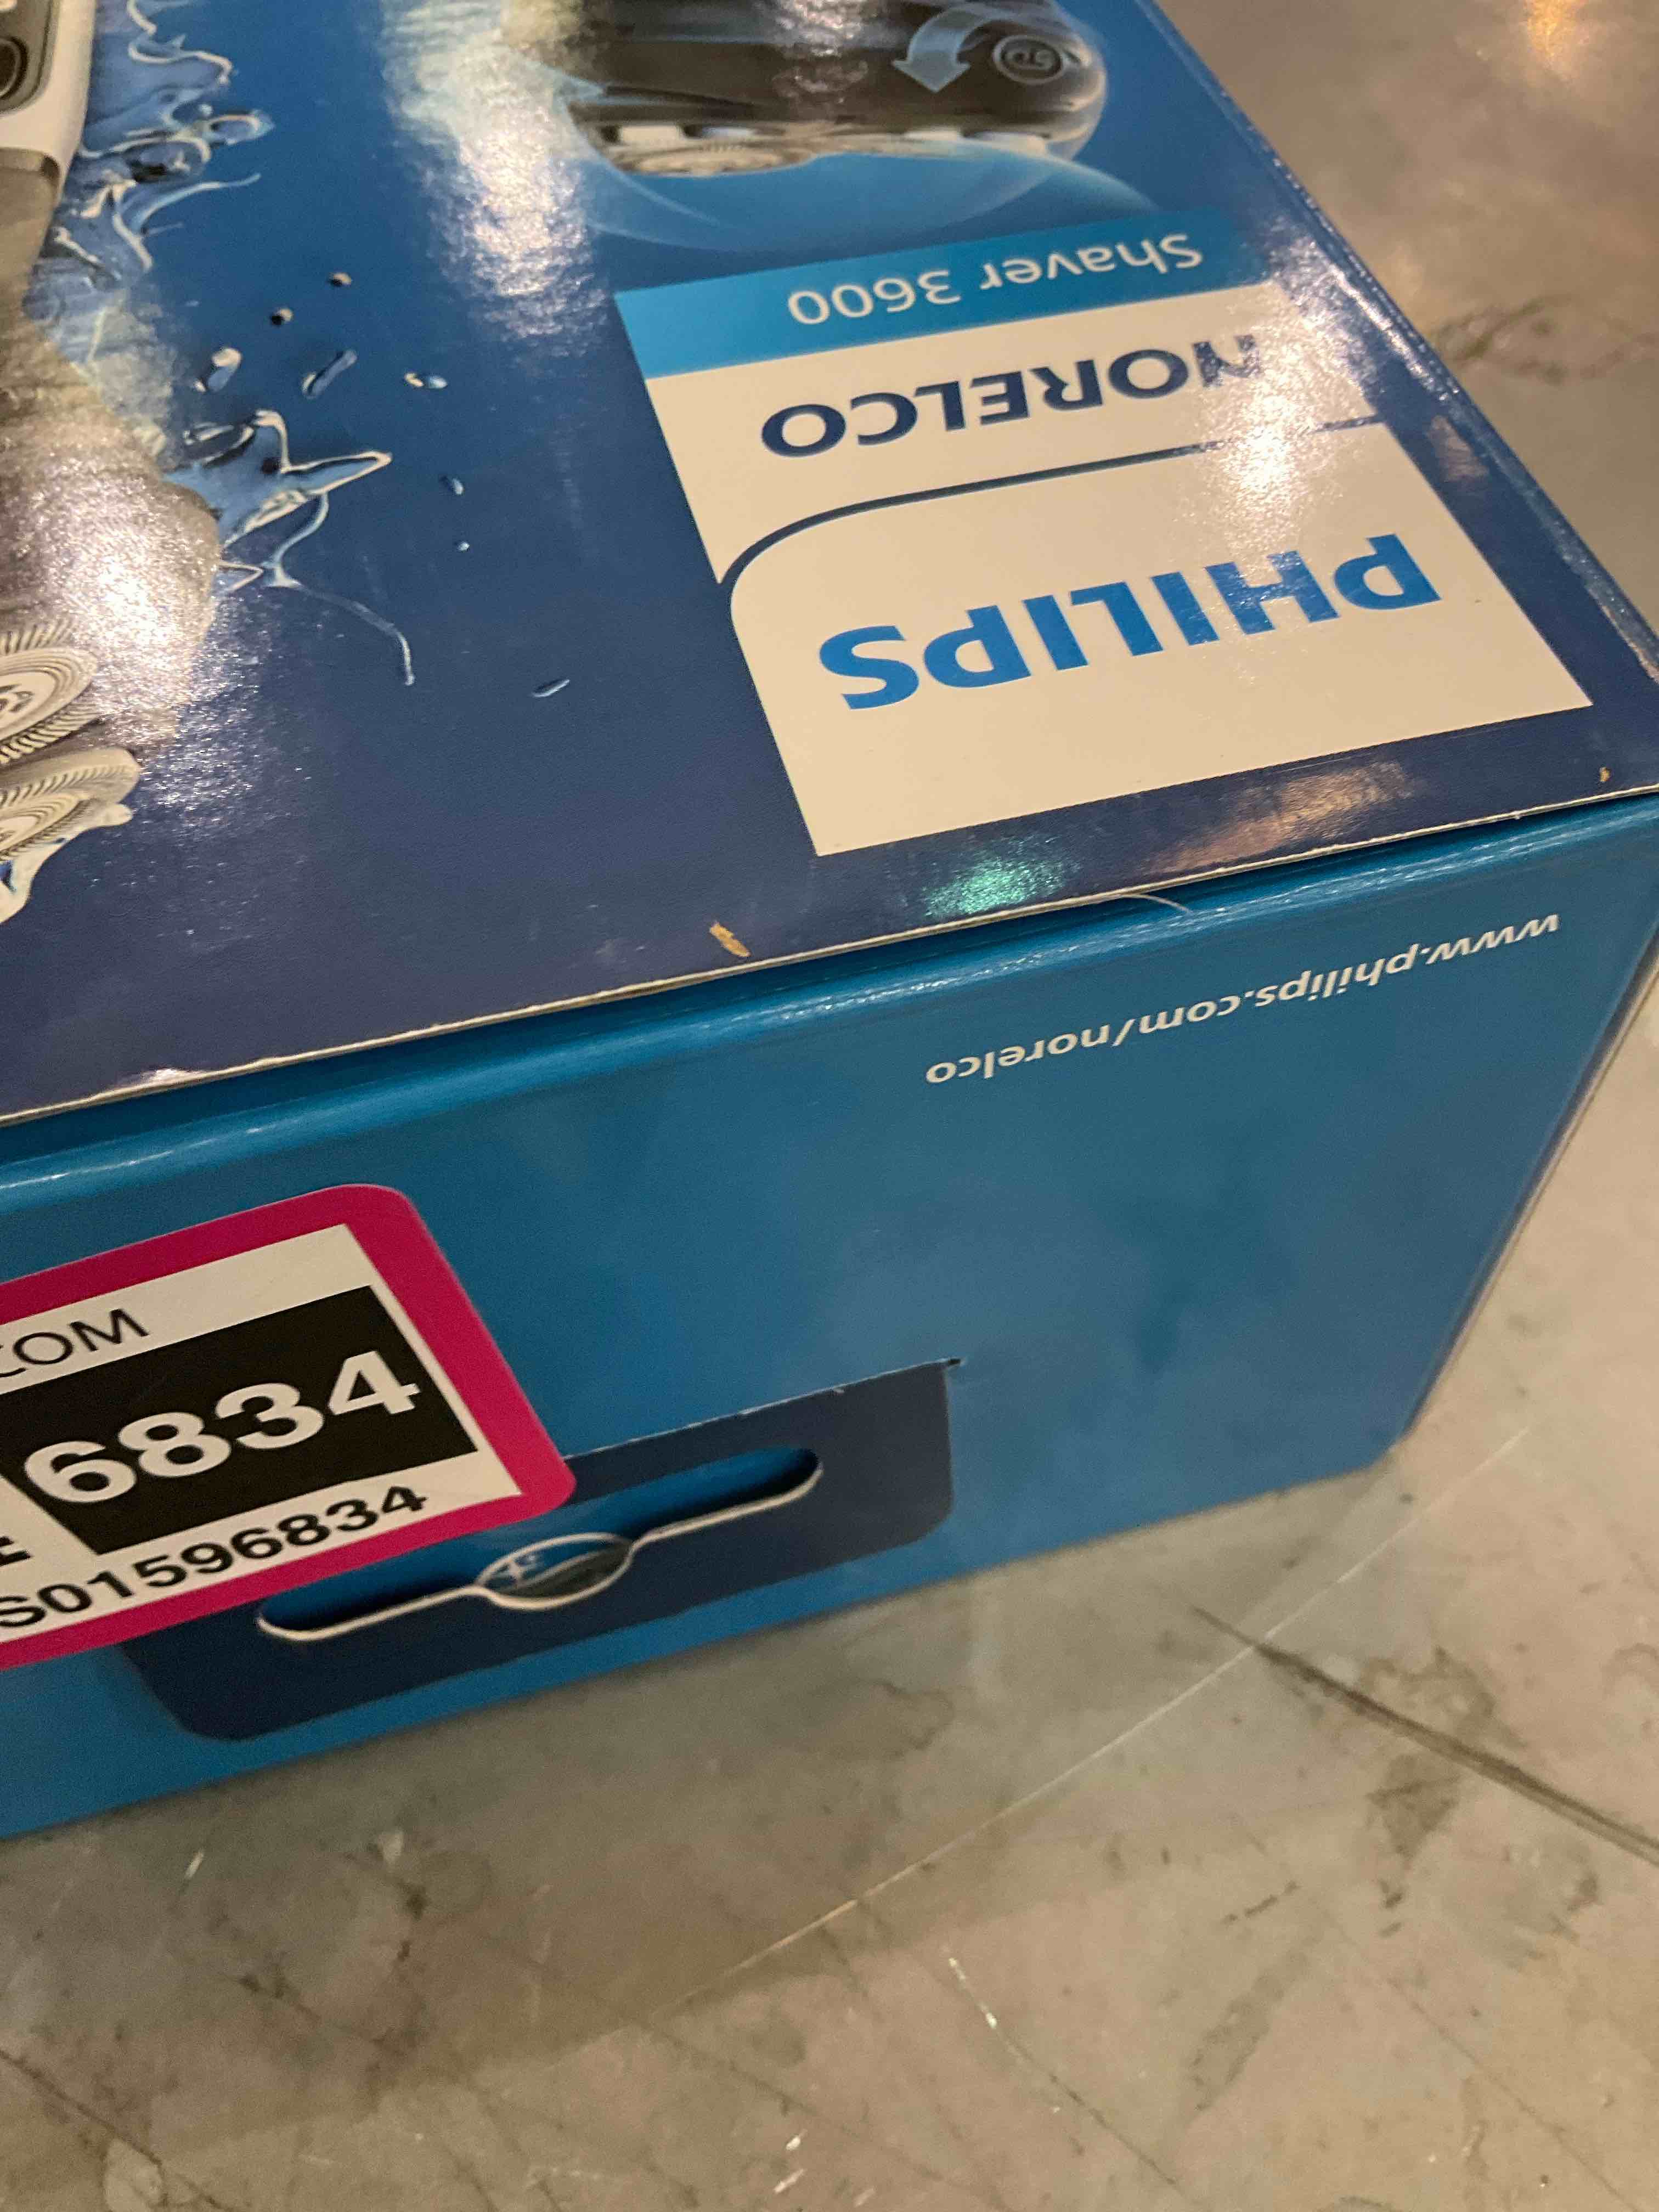 PHILIPS
NORELCO
Shaver 3600
www.philips.com/norelco
COM
6834
S01596834